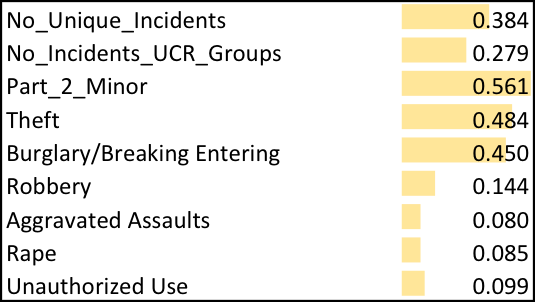 No_Unique_Incidents 0.384
No_Incidents_UCR_Groups 0.279
Part_2_Minor 0.561
Theft 0.484
Burglary/Breaking Entering 0.450
Robbery 0.144
Aggravated Assaults 0.080
Rape 0.085
Unauthorized Use 0.099